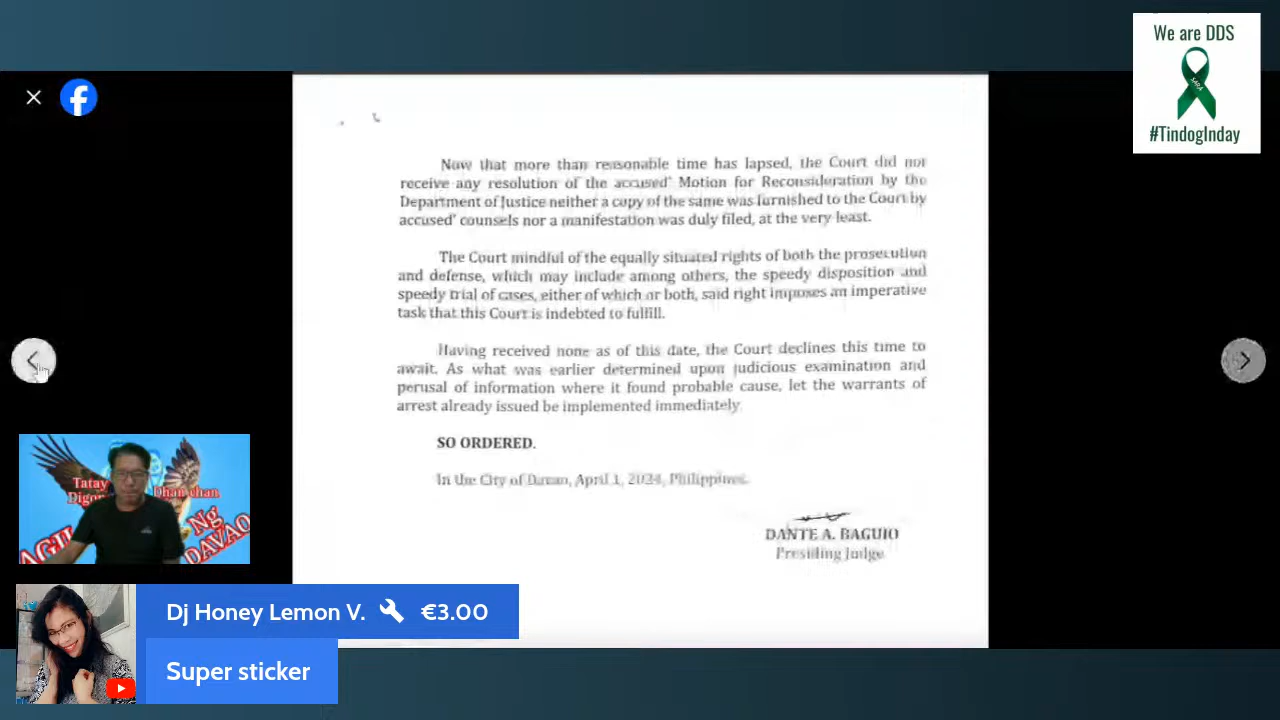 We are DDS
SARA
#TindogInday
Now that more than reasonable time has lapsed, the Court did not
receive any resolution of the accused' Motion for Reconsideration by the
Department of Justice neither a copy of the same was furnished to the Court by
accused' counsels nor a manifestation was duly filed, at the very least.
The Court mindful of the equally situated rights of both the prosecution
and defense, which may include among others, the speedy disposition and
speedy trial of cases, either of which or both, said right imposes an imperative
task that this Court is indebted to fulfill.
Having received none as of this date, the Court declines this time to
await. As what was earlier determined upon judicious examination and
perusal of information where it found probable cause, let the warrants of
arrest already issued be implemented immediately
SO ORDERED.
In the City of Davao, April 1, 2024, Philippines.
DANTE A. BAGUIO
Presiding Judge
Tatay
Digong
Dhan chan
Ng
DAVAO
Dj Honey Lemon V. €3.00
Super sticker